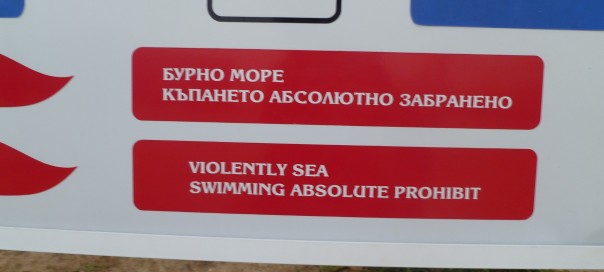 БУРНО МОРЕ
КЪПАНЕТО АБСОЛЮТНО ЗАБРАНЕНО
VIOLENTLY SEA
SWIMMING ABSOLUTE PROHIBIT